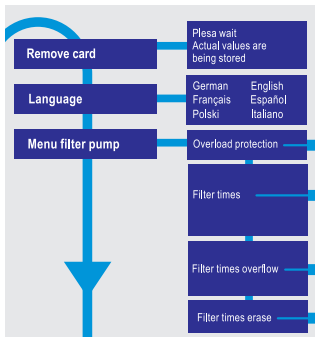 Remove card
Plesa wait
Actual values are
being stored
Language
German English
Français Español
Polski Italiano
Menu filter pump
Overload protection
Filter times
Filter times overflow
Filter times erase